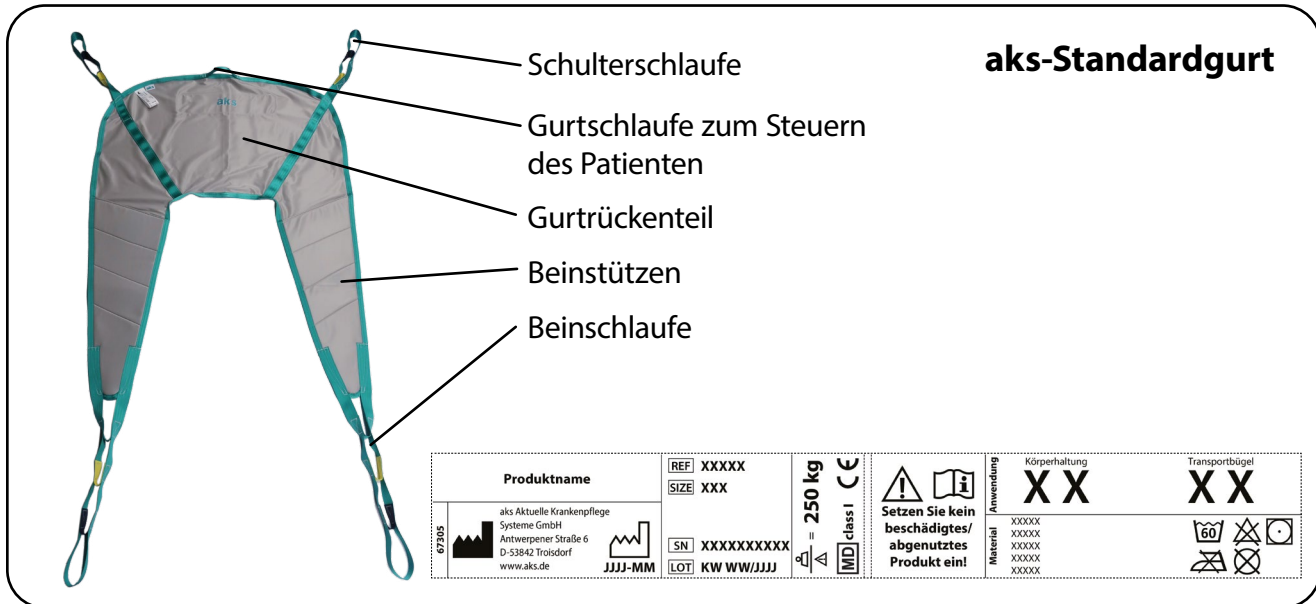 aks-Standardgurt
Schulterschlaufe
Gurtschlaufe zum Steuern
des Patienten
Gurtrückenteil
Beinstützen
Beinschlaufe
aks
Produktname
67305
aks Aktuelle Krankenpflege
Systeme GmbH
Antwerpener Straße 6
D-53842 Troisdorf
www.aks.de
JJJJ-MM
REF XXXXX
SIZE XXX
SN XXXXXXXXXX
LOT KW WW/JJJJ
= 250 kg
MD class I CE
Setzen Sie kein
beschädigtes/
abgenutztes
Produkt ein!
Anwendung
Körperhaltung
X X
Transportbügel
X X
Material
XXXXX
XXXXX
XXXXX
XXXXX
XXXXX
60